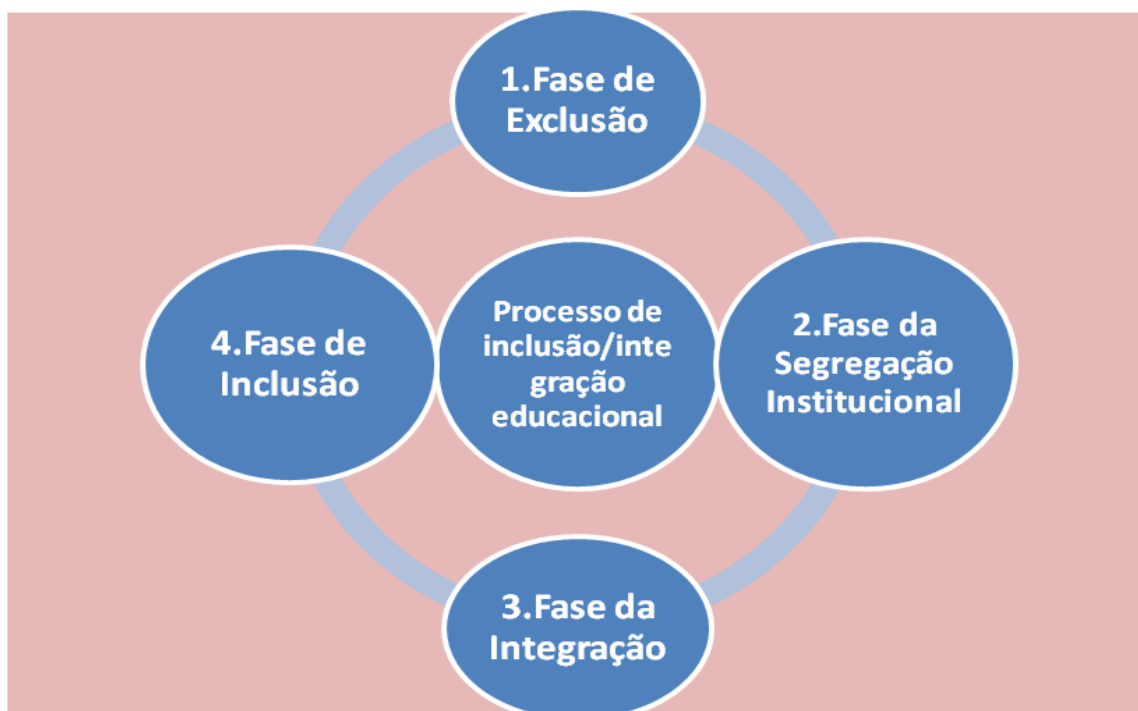 1.Fase de
Exclusão
Processo de
inclusão/inte
gração
educacional
2.Fase da
Segregação
Institucional
3.Fase da
Integração
4.Fase de
Inclusão